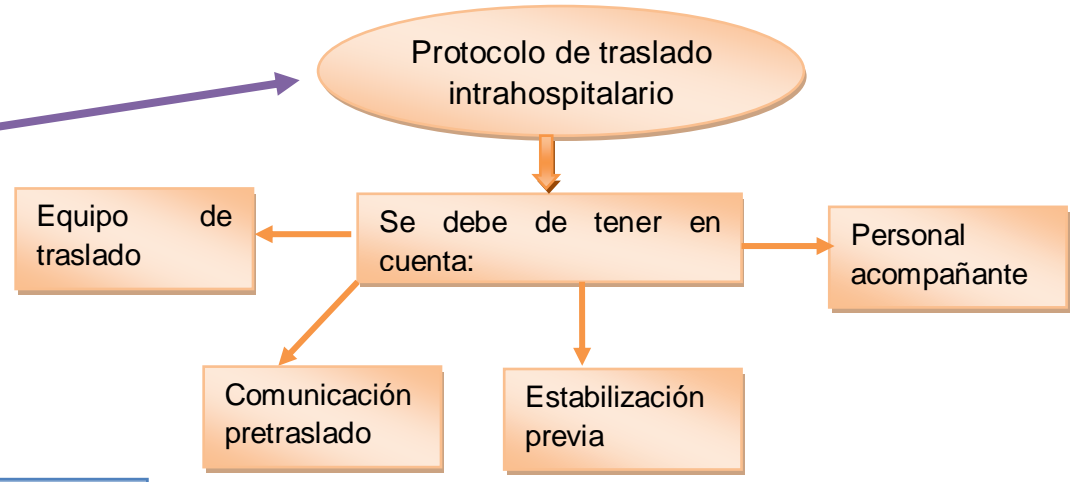 Protocolo de traslado
intrahospitalario
Equipo de
traslado
Se debe de tener en
cuenta:
Personal
acompañante
Comunicación
pretraslado
Estabilización
previa